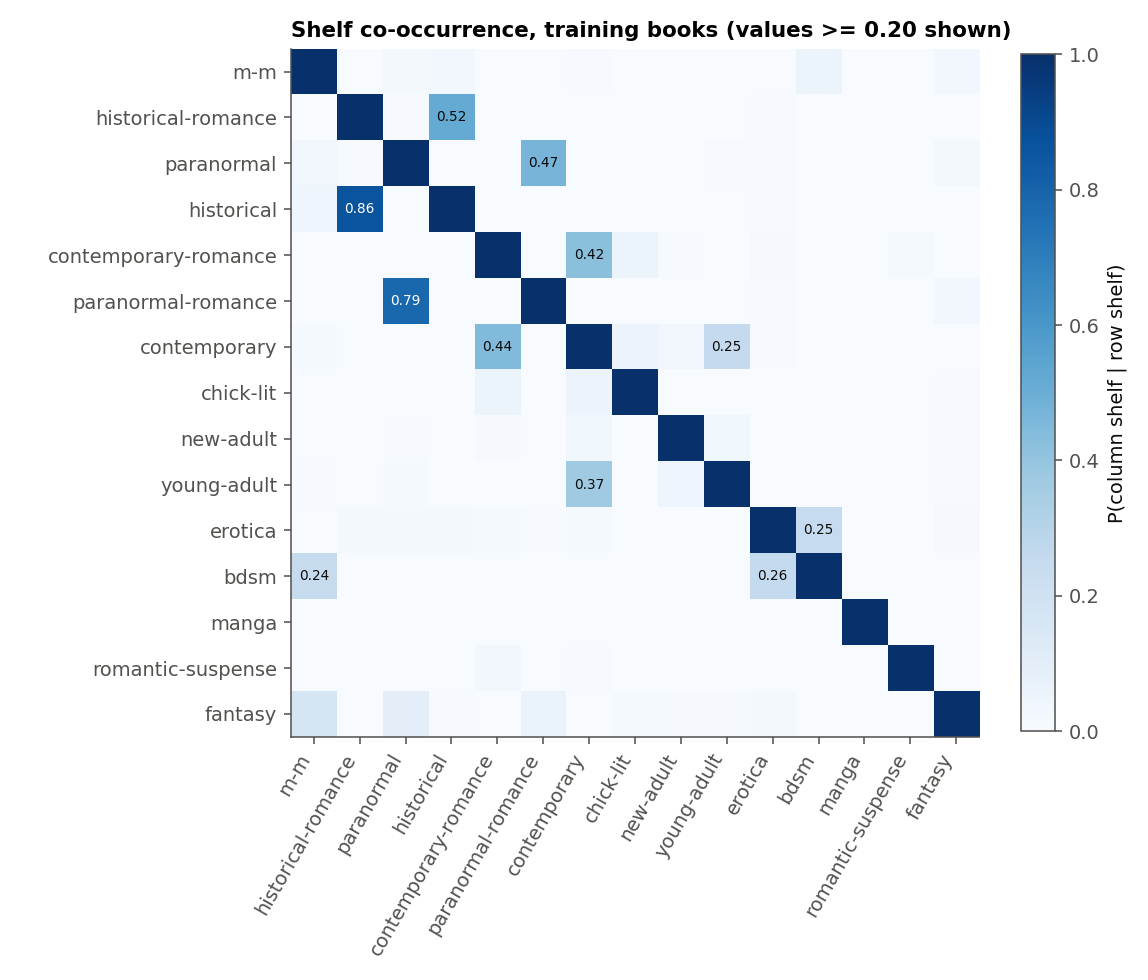 Shelf co-occurrence, training books (values >= 0.20 shown)
m-m
historical-romance
0.52
paranormal
0.47
historical
0.86
contemporary-romance
0.42
paranormal-romance
0.79
contemporary
0.44
0.25
chick-lit
new-adult
young-adult
0.37
erotica
0.25
bdsm
0.24
0.26
manga
romantic-suspense
fantasy
m-m
historical-romance
paranormal
historical
contemporary-romance
paranormal-romance
contemporary
chick-lit
new-adult
young-adult
erotica
bdsm
manga
romantic-suspense
fantasy
1.0
0.8
0.6
0.4
0.2
0.0
P(column shelf | row shelf)